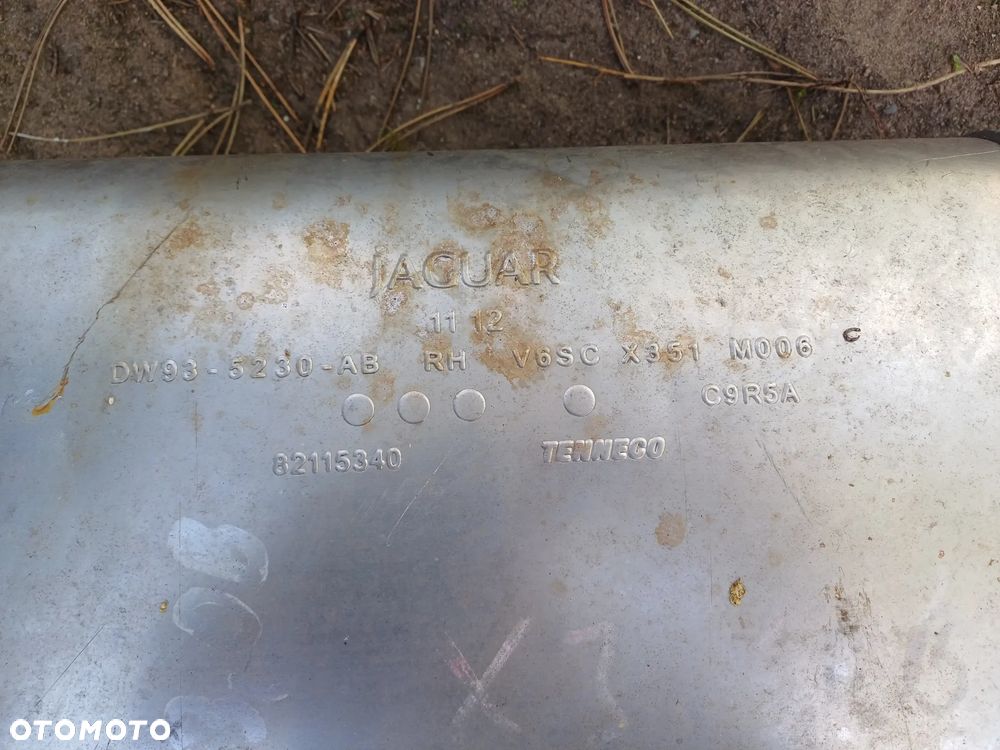 JAGUAR
11 12
DW93-5230-AB RH V6SC X351 M006 C
C9R5A
82115340 TENNECO
X
OTOMOTO